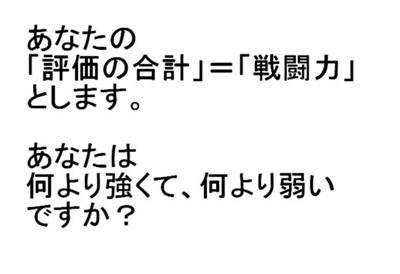 あなたの
「評価の合計」＝「戦闘力」
とします。
あなたは
何より強くて、何より弱い
ですか？